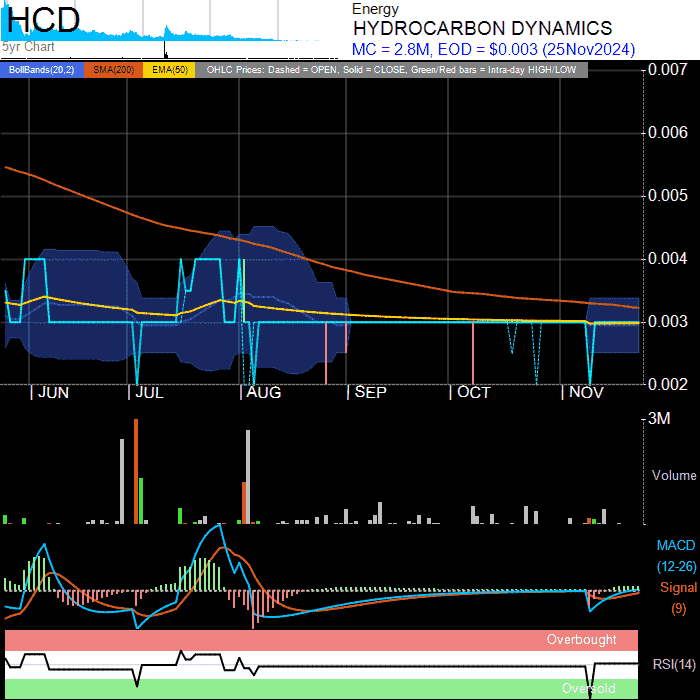 HCD
5yr Chart
Energy
HYDROCARBON DYNAMICS
MC = 2.8M, EOD = $0.003 (25Nov2024)
BollBands(20,2) SMA(200) EMA(50) OHLC Prices: Dashed = OPEN, Solid = CLOSE, Green/Red bars = Intra-day HIGH/LOW
0.007
0.006
0.005
0.004
0.003
0.002
JUN JUL AUG SEP OCT NOV
3M
Volume
MACD
(12-26)
Signal
(9)
Overbought
RSI(14)
Oversold